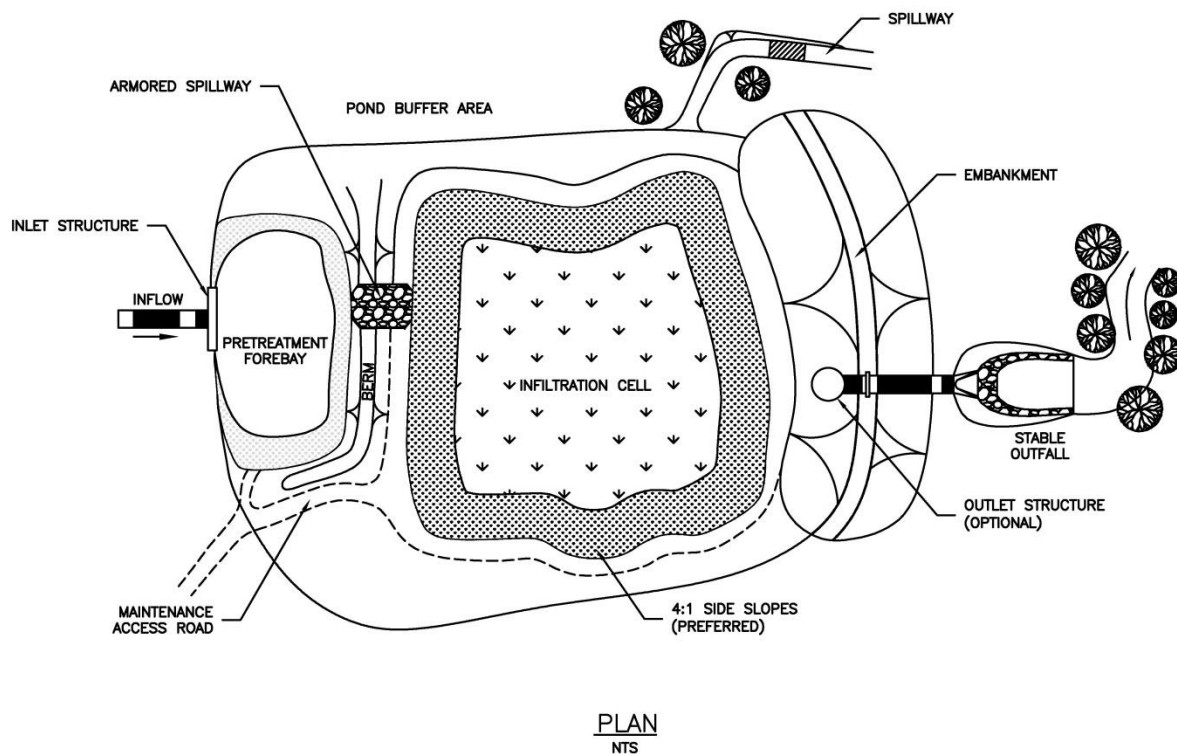 SPILLWAY
ARMORED SPILLWAY
POND BUFFER AREA
EMBANKMENT
INLET STRUCTURE
INFLOW
PRETREATMENT
FOREBAY
BERM
INFILTRATION CELL
STABLE
OUTFALL
OUTLET STRUCTURE
(OPTIONAL)
MAINTENANCE
ACCESS ROAD
4:1 SIDE SLOPES
(PREFERRED)
PLAN
NTS